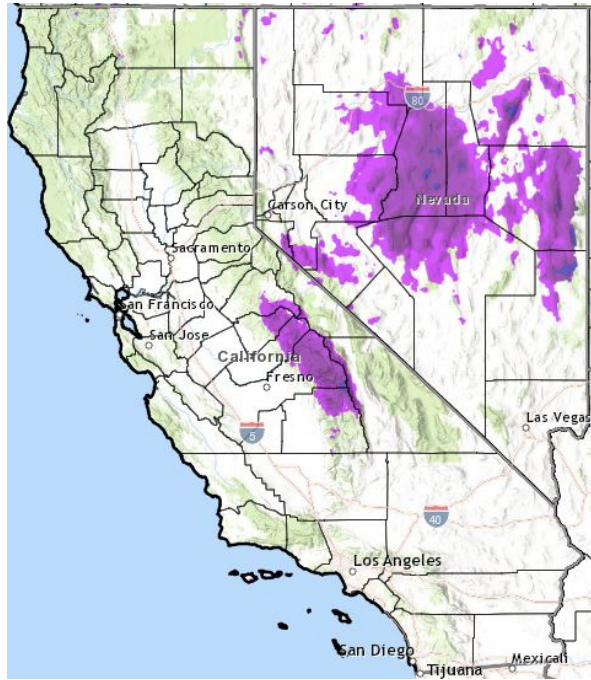 80
Nevada
Carson City
Sacramento
San Francisco
San Jose
California
Fresno
Las Vegas
5
40
Los Angeles
San Diego
Mexicali
Tijuana